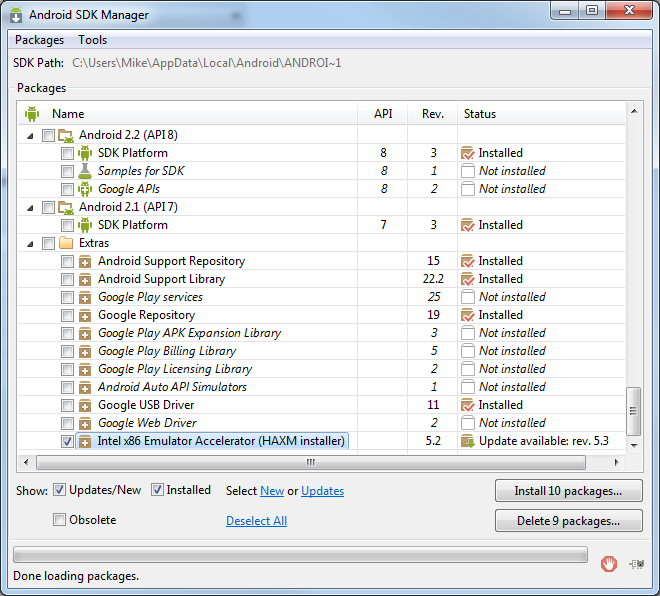 Android SDK Manager
Packages Tools
SDK Path: C:\Users\Mike\AppData\Local\Android\ANDROI~1
Packages
Name API Rev. Status
Android 2.2 (API 8)
SDK Platform 8 3 Installed
Samples for SDK 8 1 Not installed
Google APIs 8 2 Not installed
Android 2.1 (API 7)
SDK Platform 7 3 Installed
Extras
Android Support Repository 15 Installed
Android Support Library 22.2 Installed
Google Play services 25 Not installed
Google Repository 19 Installed
Google Play APK Expansion Library 3 Not installed
Google Play Billing Library 5 Not installed
Google Play Licensing Library 2 Not installed
Android Auto API Simulators 1 Not installed
Google USB Driver 11 Installed
Google Web Driver 2 Not installed
Intel x86 Emulator Accelerator (HAXM installer) 5.2 Update available: rev. 5.3
Show: Updates/New Installed Select New or Updates Install 10 packages...
Obsolete Deselect All Delete 9 packages...
Done loading packages.